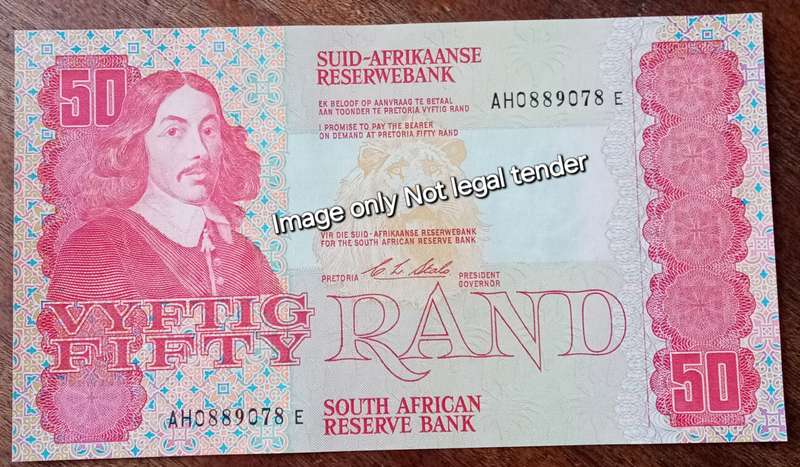 50
SUID-AFRIKAANSE
RESERWEBANK
EK BELOOF OP AANVRAAG TE BETAAL
AAN TOONDER TE PRETORIA VYFTIG RAND
AH0889078 E
I PROMISE TO PAY THE BEARER
ON DEMAND AT PRETORIA FIFTY RAND
Image only Not legal tender
VIR DIE SUID-AFRIKAANSE RESERWEBANK
FOR THE SOUTH AFRICAN RESERVE BANK
PRETORIA
PRESIDENT
GOVERNOR
VYFTIG
FIFTY
RAND
50
AH0889078 E
SOUTH AFRICAN
RESERVE BANK